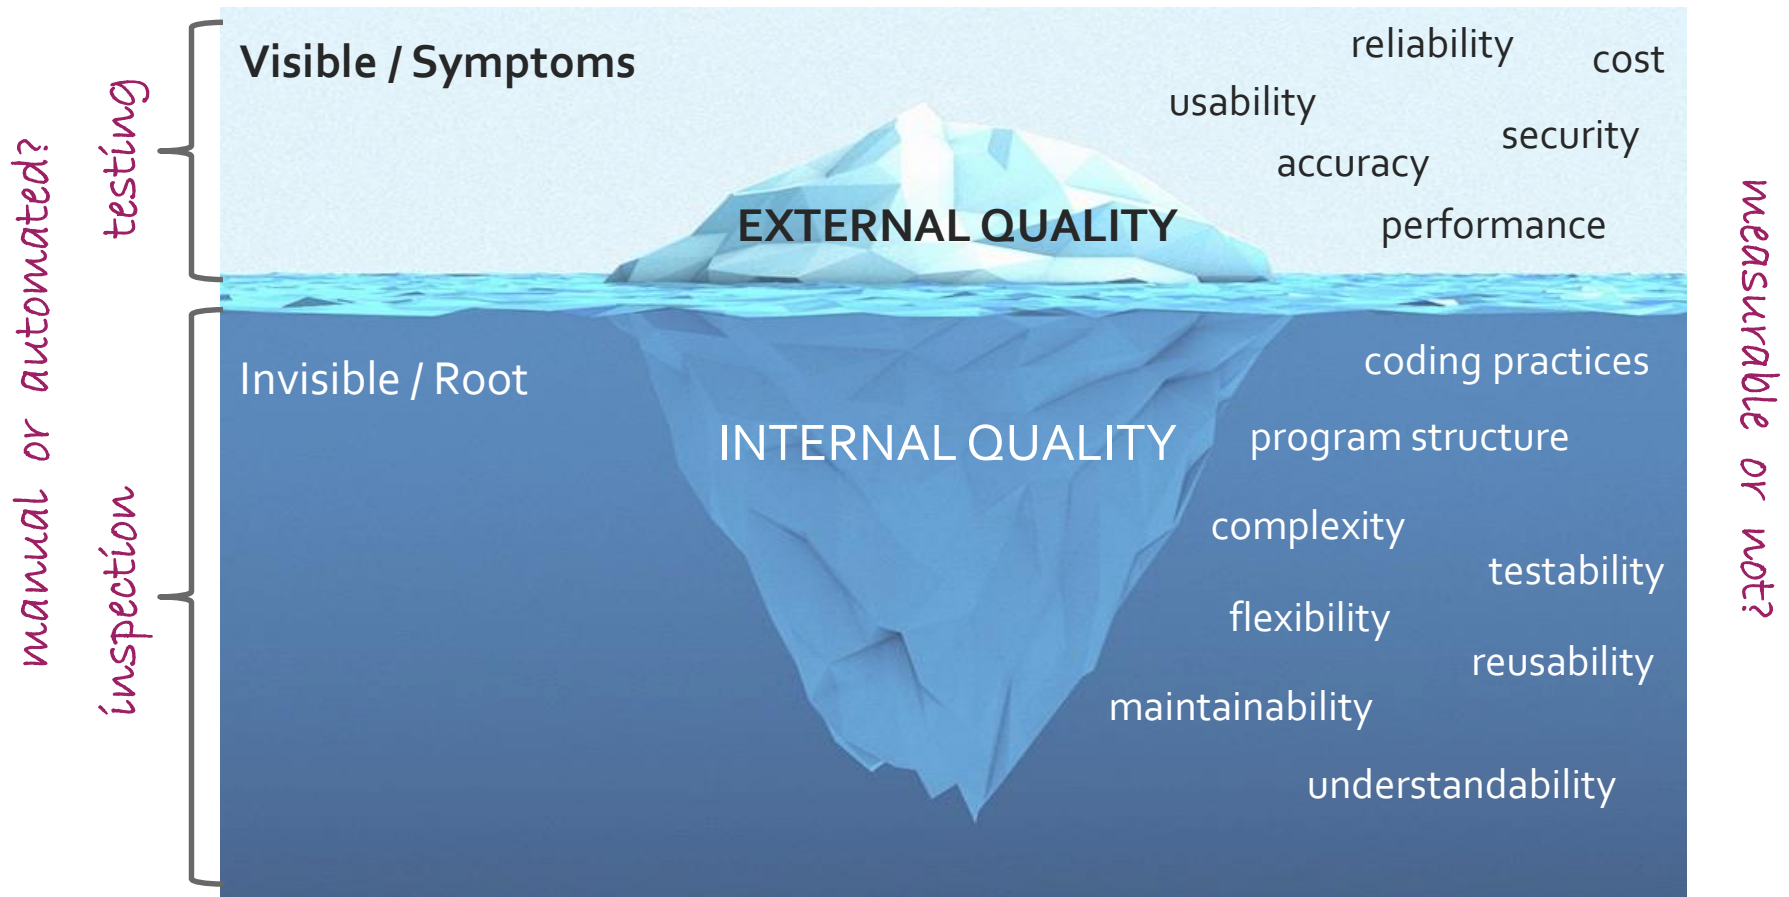 Visible / Symptoms
reliability
cost
usability
security
accuracy
EXTERNAL QUALITY
performance
testing
manual or automated?
measurable or not?
Invisible / Root
coding practices
INTERNAL QUALITY
program structure
complexity
testability
flexibility
reusability
maintainability
understandability
inspection